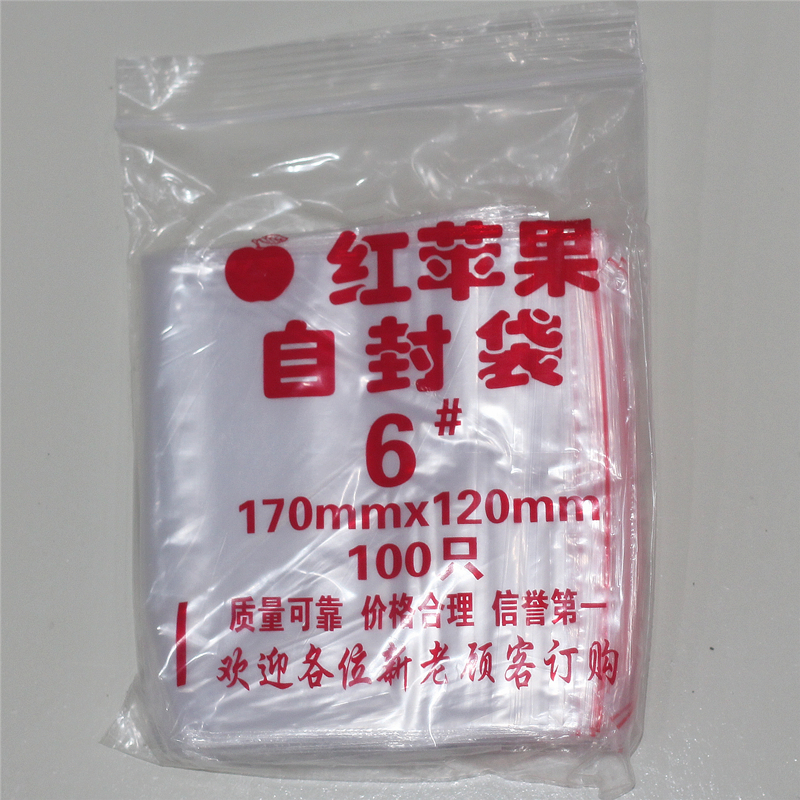 红苹果
自封袋
6#
170mmx120mm
100只
质量可靠 价格合理 信誉第一
欢迎各位新老顾客订购